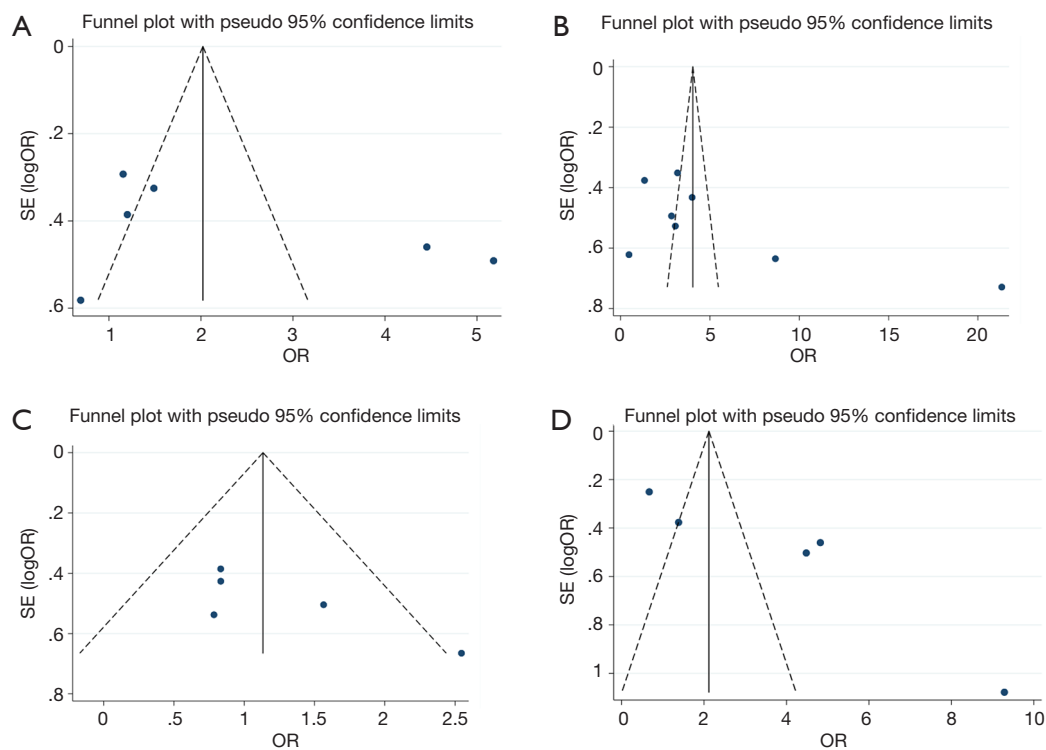 A
Funnel plot with pseudo 95% confidence limits
0
.2
.4
.6
SE (logOR)
1 2 3 4 5
OR
B
Funnel plot with pseudo 95% confidence limits
0
.2
.4
.6
.8
SE (logOR)
0 5 10 15 20
OR
C
Funnel plot with pseudo 95% confidence limits
0
.2
.4
.6
.8
SE (logOR)
0 .5 1 1.5 2 2.5
OR
D
Funnel plot with pseudo 95% confidence limits
0
.2
.4
.6
.8
1
SE (logOR)
0 2 4 6 8 10
OR